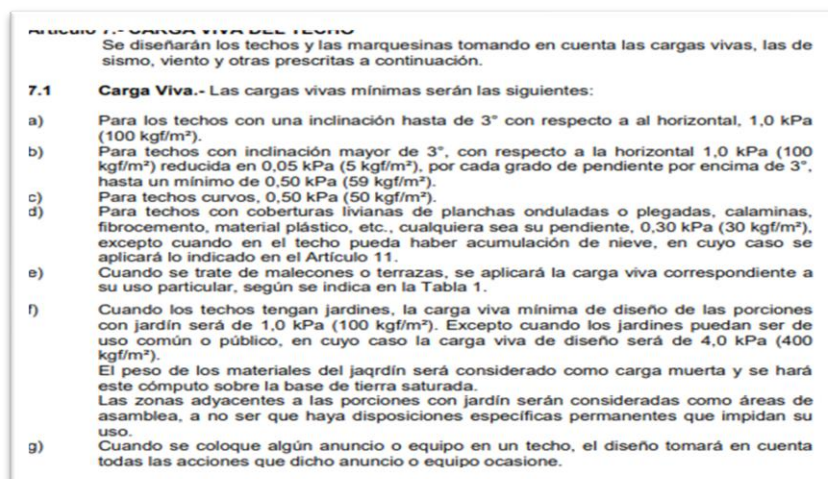 Artículo 7.- CARGA VIVA DEL TECHO
Se diseñarán los techos y las marquesinas tomando en cuenta las cargas vivas, las de
sismo, viento y otras prescritas a continuación.
7.1 Carga Viva.- Las cargas vivas mínimas serán las siguientes:
a) Para los techos con una inclinación hasta de 3° con respecto a al horizontal, 1,0 kPa
(100 kgf/m²).
b) Para techos con inclinación mayor de 3°, con respecto a la horizontal 1,0 kPa (100
kgf/m²) reducida en 0,05 kPa (5 kgf/m²), por cada grado de pendiente por encima de 3°,
hasta un mínimo de 0,50 kPa (59 kgf/m²).
c) Para techos curvos, 0,50 kPa (50 kgf/m²).
d) Para techos con coberturas livianas de planchas onduladas o plegadas, calaminas,
fibrocemento, material plástico, etc., cualquiera sea su pendiente, 0,30 kPa (30 kgf/m²),
excepto cuando en el techo pueda haber acumulación de nieve, en cuyo caso se
aplicará lo indicado en el Artículo 11.
e) Cuando se trate de malecones o terrazas, se aplicará la carga viva correspondiente a
su uso particular, según se indica en la Tabla 1.
f) Cuando los techos tengan jardines, la carga viva mínima de diseño de las porciones
con jardín será de 1,0 kPa (100 kgf/m²). Excepto cuando los jardines puedan ser de
uso común o público, en cuyo caso la carga viva de diseño será de 4,0 kPa (400
kgf/m²).
El peso de los materiales del jaqrdín será considerado como carga muerta y se hará
este cómputo sobre la base de tierra saturada.
Las zonas adyacentes a las porciones con jardín serán consideradas como áreas de
asamblea, a no ser que haya disposiciones específicas permanentes que impidan su
uso.
g) Cuando se coloque algún anuncio o equipo en un techo, el diseño tomará en cuenta
todas las acciones que dicho anuncio o equipo ocasione.